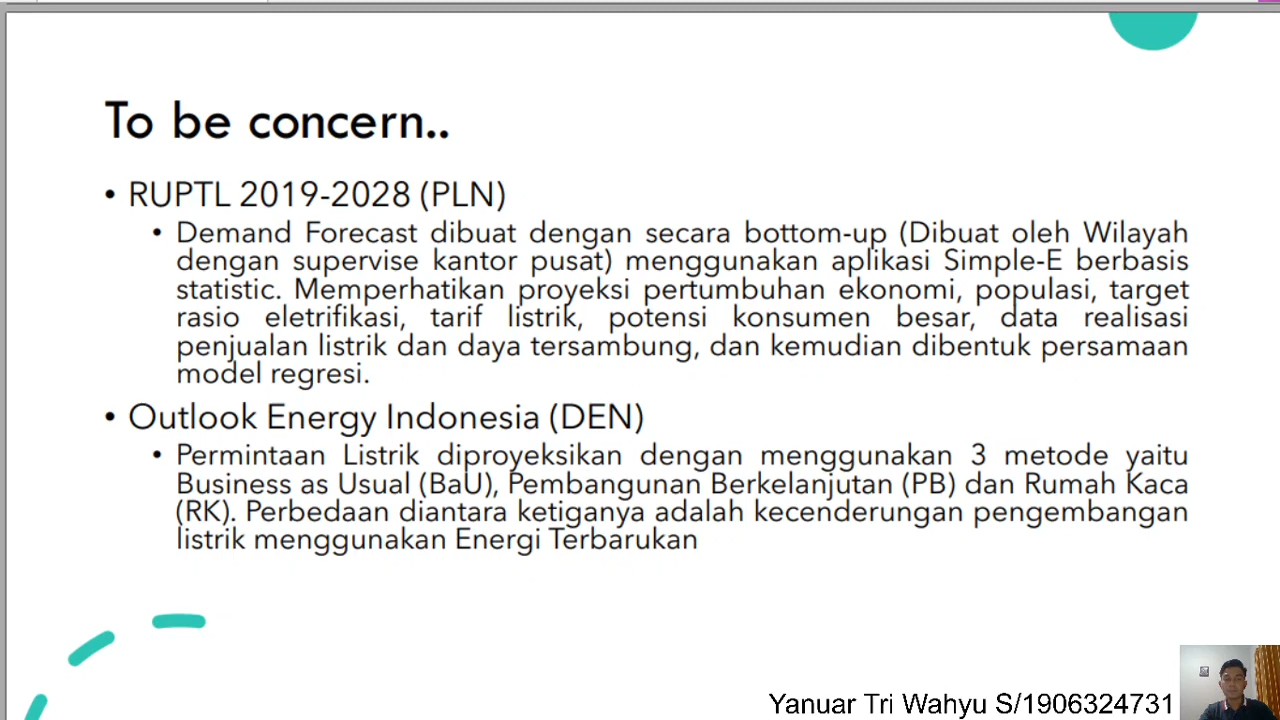 To be concern..
• RUPTL 2019-2028 (PLN)
• Demand Forecast dibuat dengan secara bottom-up (Dibuat oleh Wilayah
dengan supervise kantor pusat) menggunakan aplikasi Simple-E berbasis
statistic. Memperhatikan proyeksi pertumbuhan ekonomi, populasi, target
rasio eletrifikasi, tarif listrik, potensi konsumen besar, data realisasi
penjualan listrik dan daya tersambung, dan kemudian dibentuk persamaan
model regresi.
• Outlook Energy Indonesia (DEN)
• Permintaan Listrik diproyeksikan dengan menggunakan 3 metode yaitu
Business as Usual (BaU), Pembangunan Berkelanjutan (PB) dan Rumah Kaca
(RK). Perbedaan diantara ketiganya adalah kecenderungan pengembangan
listrik menggunakan Energi Terbarukan
Yanuar Tri Wahyu S/1906324731